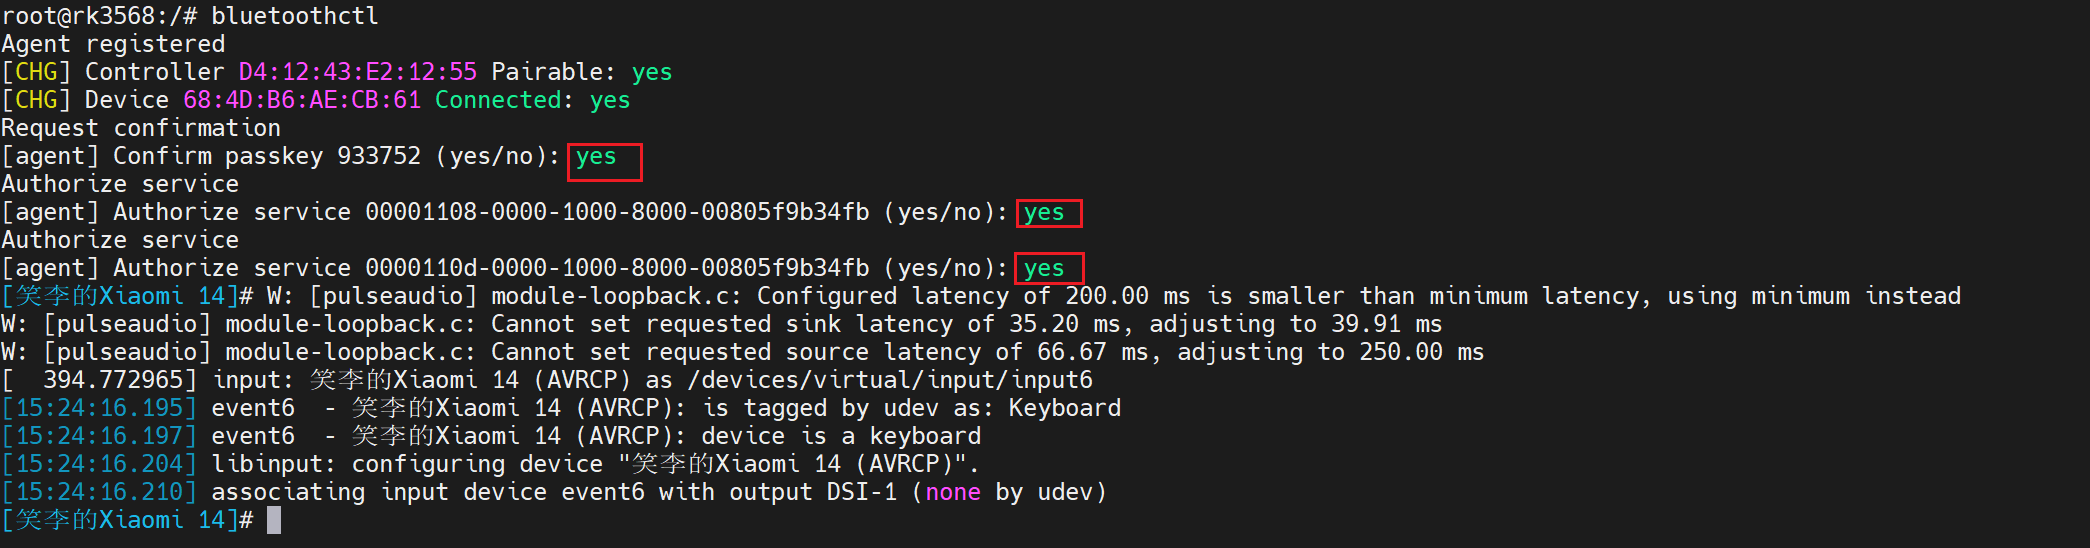 root@rk3568:/# bluetoothctl
Agent registered
[CHG] Controller D4:12:43:E2:12:55 Pairable: yes
[CHG] Device 68:4D:B6:AE:CB:61 Connected: yes
Request confirmation
[agent] Confirm passkey 933752 (yes/no): yes
Authorize service
[agent] Authorize service 00001108-0000-1000-8000-00805f9b34fb (yes/no): yes
Authorize service
[agent] Authorize service 0000110d-0000-1000-8000-00805f9b34fb (yes/no): yes
[笑李的Xiaomi 14]# W: [pulseaudio] module-loopback.c: Configured latency of 200.00 ms is smaller than minimum latency, using minimum instead
W: [pulseaudio] module-loopback.c: Cannot set requested sink latency of 35.20 ms, adjusting to 39.91 ms
W: [pulseaudio] module-loopback.c: Cannot set requested source latency of 66.67 ms, adjusting to 250.00 ms
[  394.772965] input: 笑李的Xiaomi 14 (AVRCP) as /devices/virtual/input/input6
[15:24:16.195] event6  - 笑李的Xiaomi 14 (AVRCP): is tagged by udev as: Keyboard
[15:24:16.197] event6  - 笑李的Xiaomi 14 (AVRCP): device is a keyboard
[15:24:16.204] libinput: configuring device "笑李的Xiaomi 14 (AVRCP)".
[15:24:16.210] associating input device event6 with output DSI-1 (none by udev)
[笑李的Xiaomi 14]#